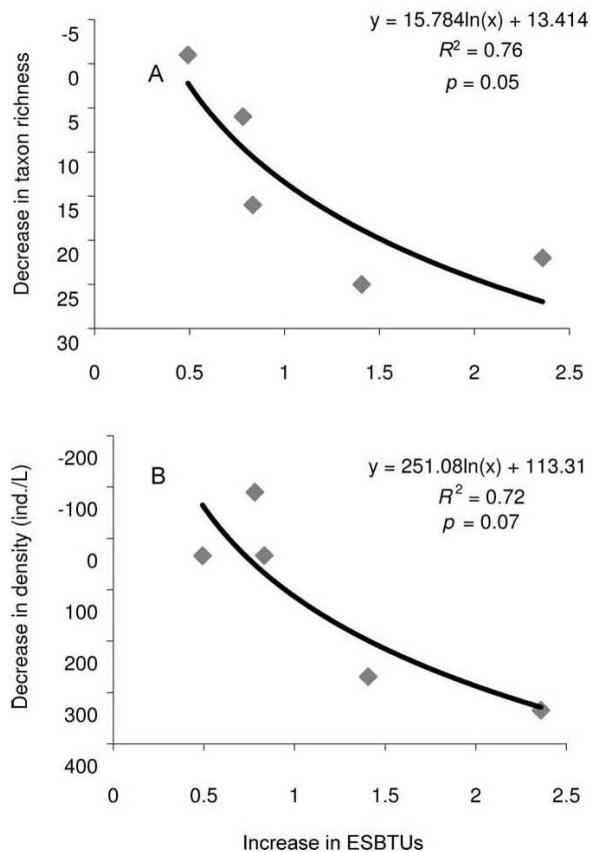 y = 15.784ln(x) + 13.414
R² = 0.76
p = 0.05
A
Decrease in taxon richness
-5
0
5
10
15
20
25
30
0 0.5 1 1.5 2 2.5
y = 251.08ln(x) + 113.31
R² = 0.72
p = 0.07
B
Decrease in density (ind./L)
-200
-100
0
100
200
300
400
0 0.5 1 1.5 2 2.5
Increase in ESBTUs